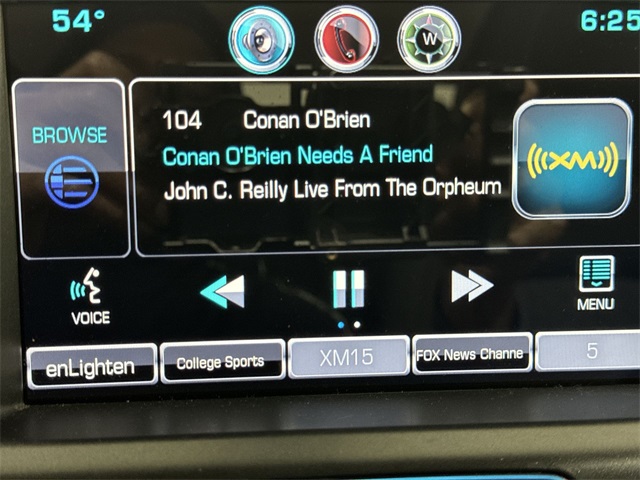 54°
W
6:25
BROWSE
104 Conan O'Brien
Conan O'Brien Needs A Friend
John C. Reilly Live From The Orpheum
((XM))
VOICE
MENU
enLighten
College Sports
XM15
FOX News Channe
5